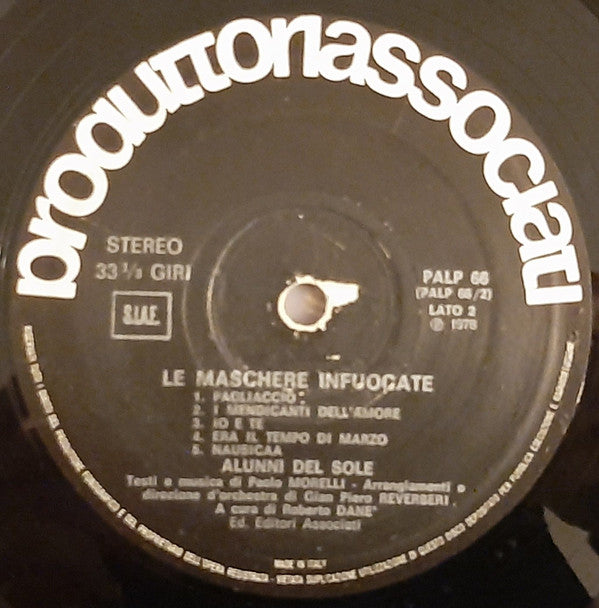 produttoriassociati
STEREO
33 1/3 GIRI
S.I.A.E.
PALP 66
(PALP 66/2)
LATO 2
℗ 1978
LE MASCHERE INFUOCATE
1. PAGLIACCIO
2. I MENDICANTI DELL'AMORE
3. IO E TE
4. ERA IL TEMPO DI MARZO
5. NAUSICAA
ALUNNI DEL SOLE
Testi e musica di Paolo MORELLI - Arrangiamenti e
direzione d'orchestra di Gian Piero REVERBERI
A cura di Roberto DANE'
Ed. Editori Associati
MADE IN ITALY